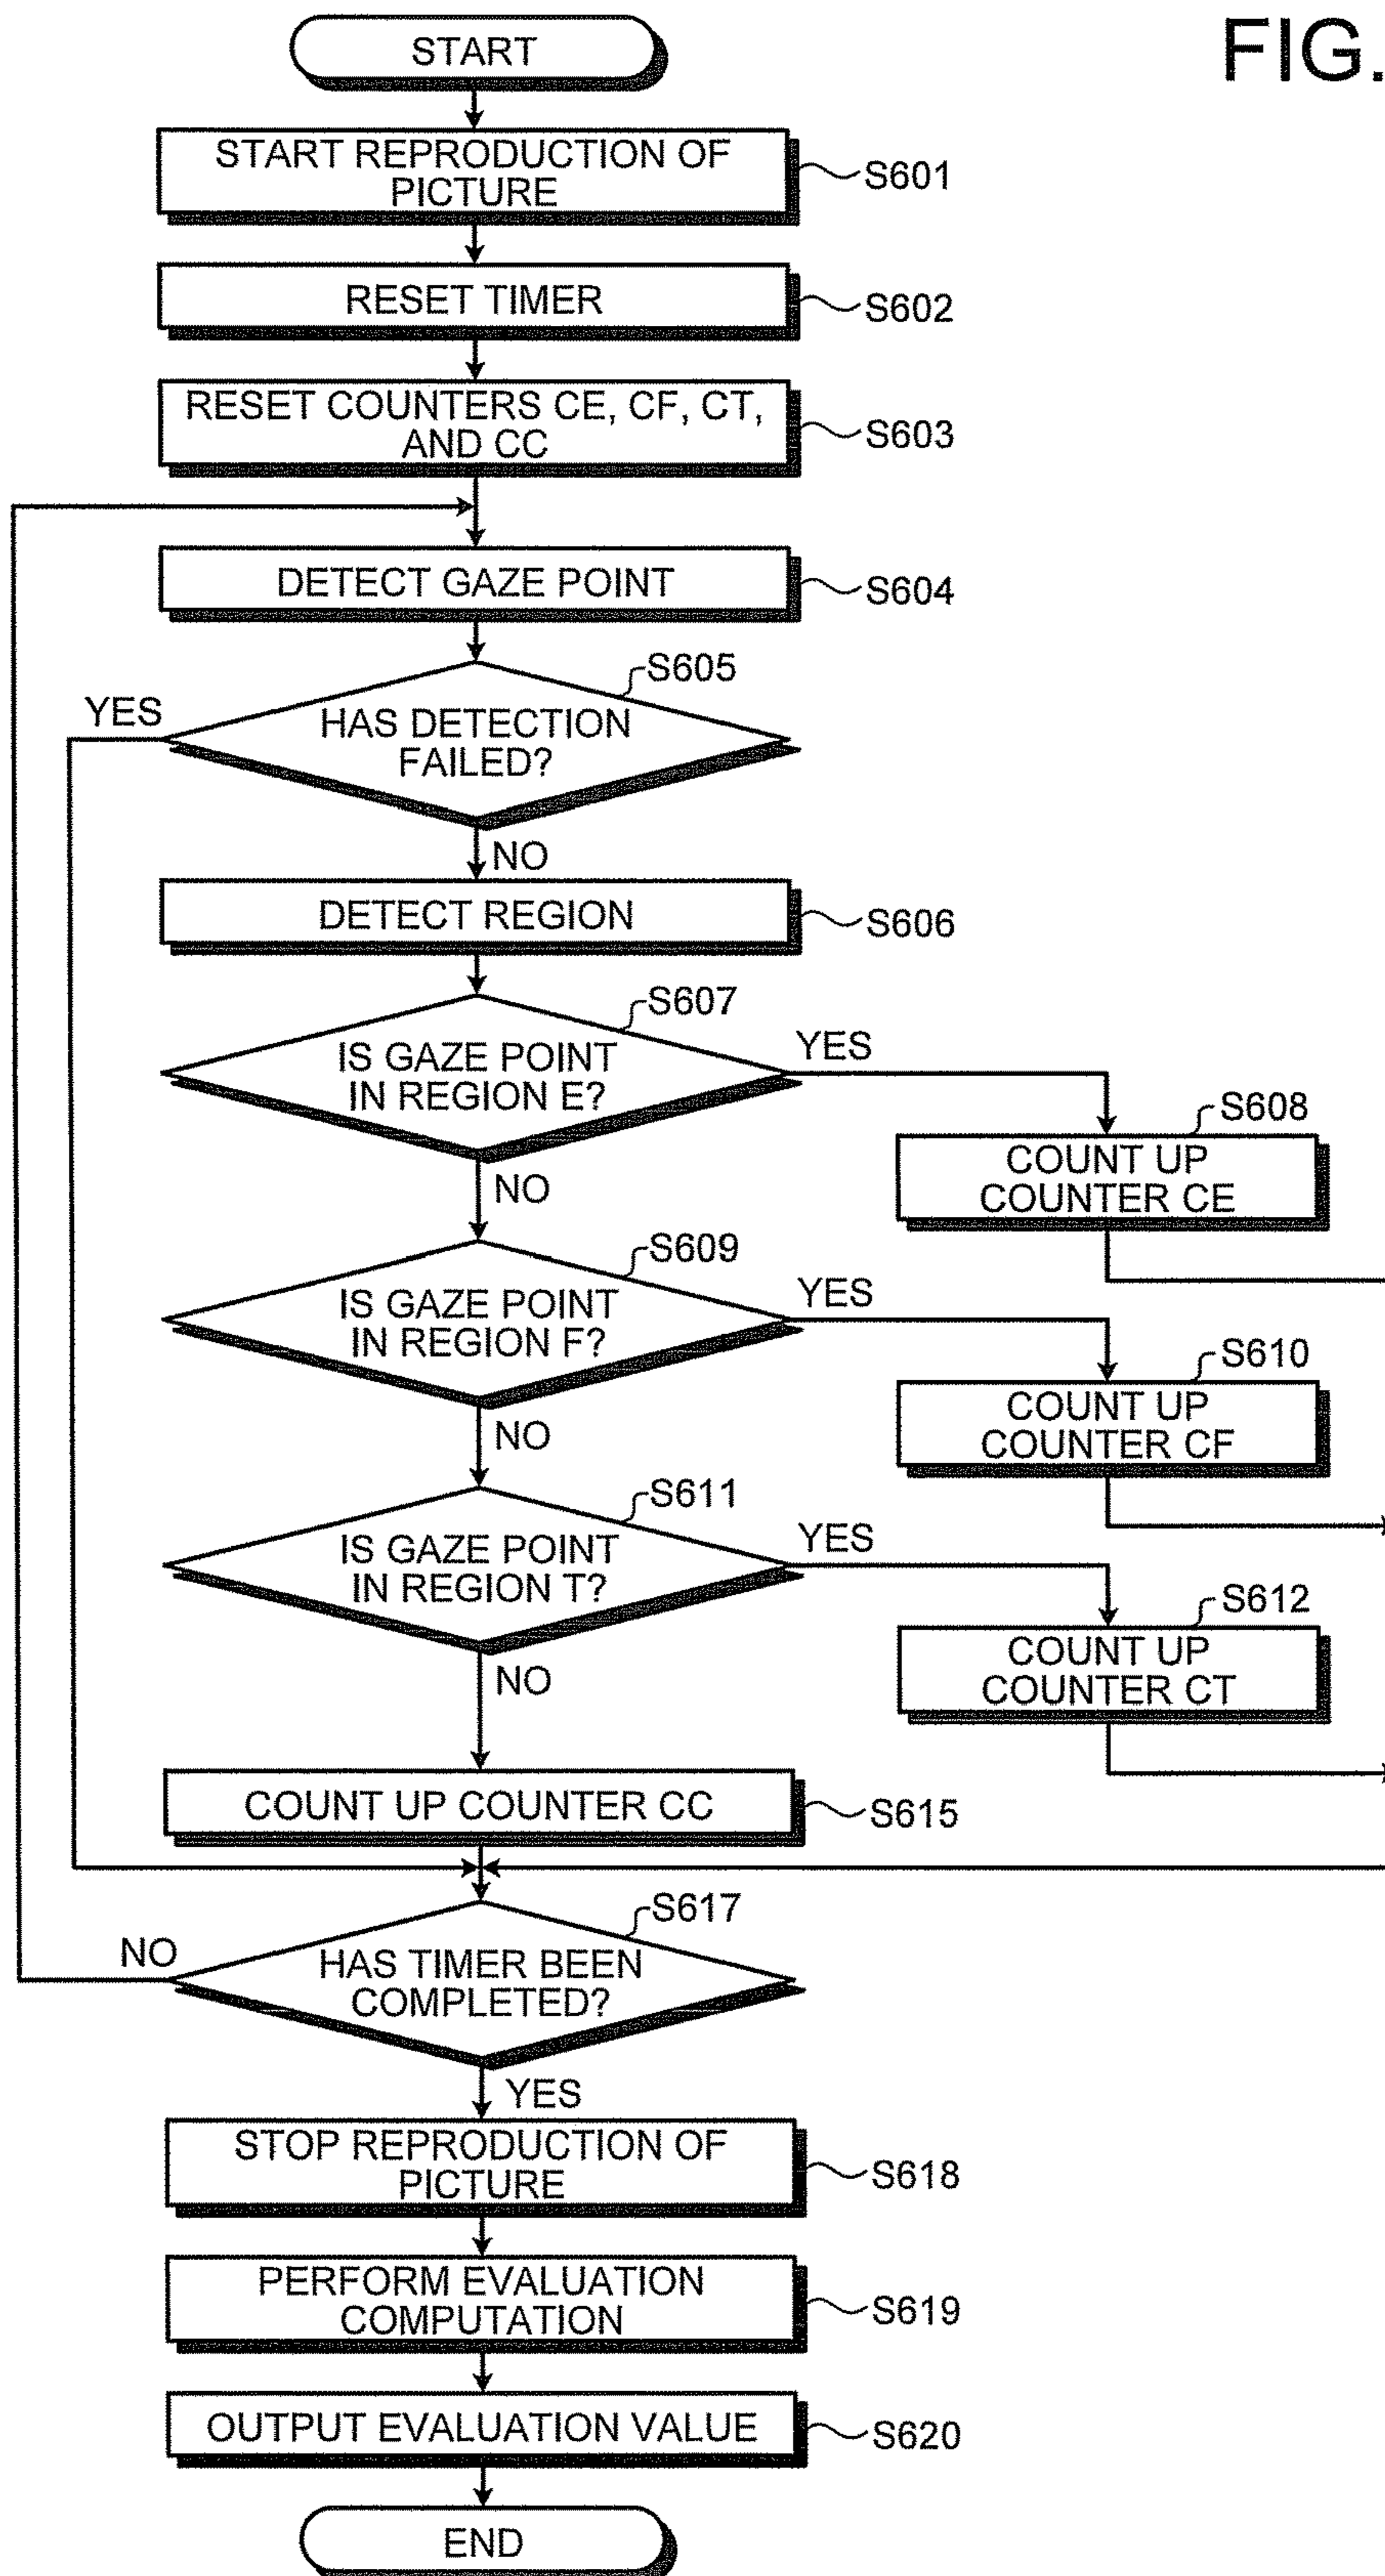 FIG.
START
START REPRODUCTION OF
PICTURE
S601
RESET TIMER
S602
RESET COUNTERS CE, CF, CT,
AND CC
S603
DETECT GAZE POINT
S604
S605
YES
HAS DETECTION
FAILED?
NO
DETECT REGION
S606
S607
YES
IS GAZE POINT
IN REGION E?
S608
COUNT UP
COUNTER CE
NO
S609
YES
IS GAZE POINT
IN REGION F?
S610
COUNT UP
COUNTER CF
NO
S611
YES
IS GAZE POINT
IN REGION T?
S612
COUNT UP
COUNTER CT
NO
COUNT UP COUNTER CC
S615
S617
NO
HAS TIMER BEEN
COMPLETED?
YES
STOP REPRODUCTION OF
PICTURE
S618
PERFORM EVALUATION
COMPUTATION
S619
OUTPUT EVALUATION VALUE
S620
END